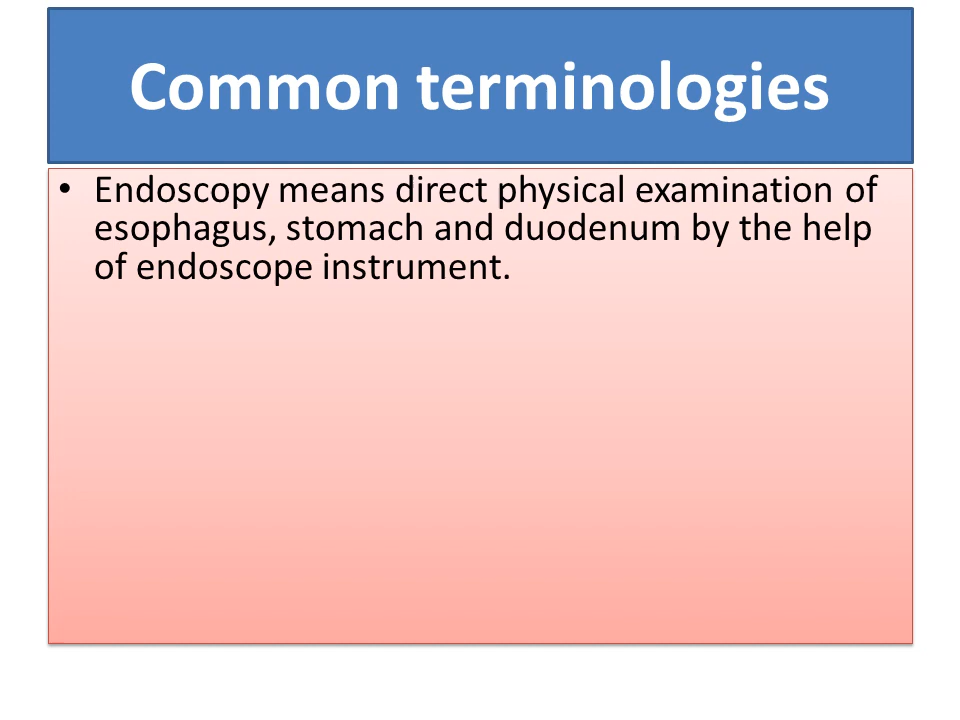 Common terminologies
• Endoscopy means direct physical examination of
esophagus, stomach and duodenum by the help
of endoscope instrument.